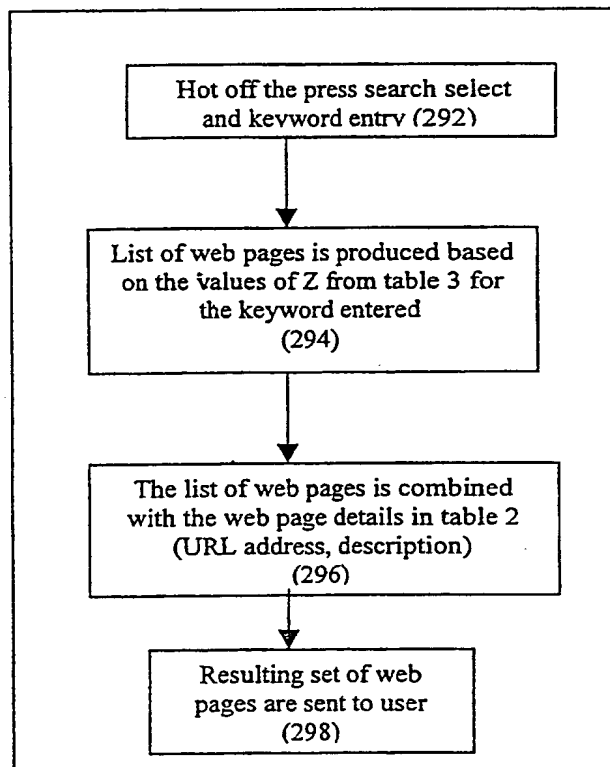 Hot off the press search select
and keyword entry (292)
List of web pages is produced based
on the values of Z from table 3 for
the keyword entered
(294)
The list of web pages is combined
with the web page details in table 2
(URL address, description)
(296)
Resulting set of web
pages are sent to user
(298)